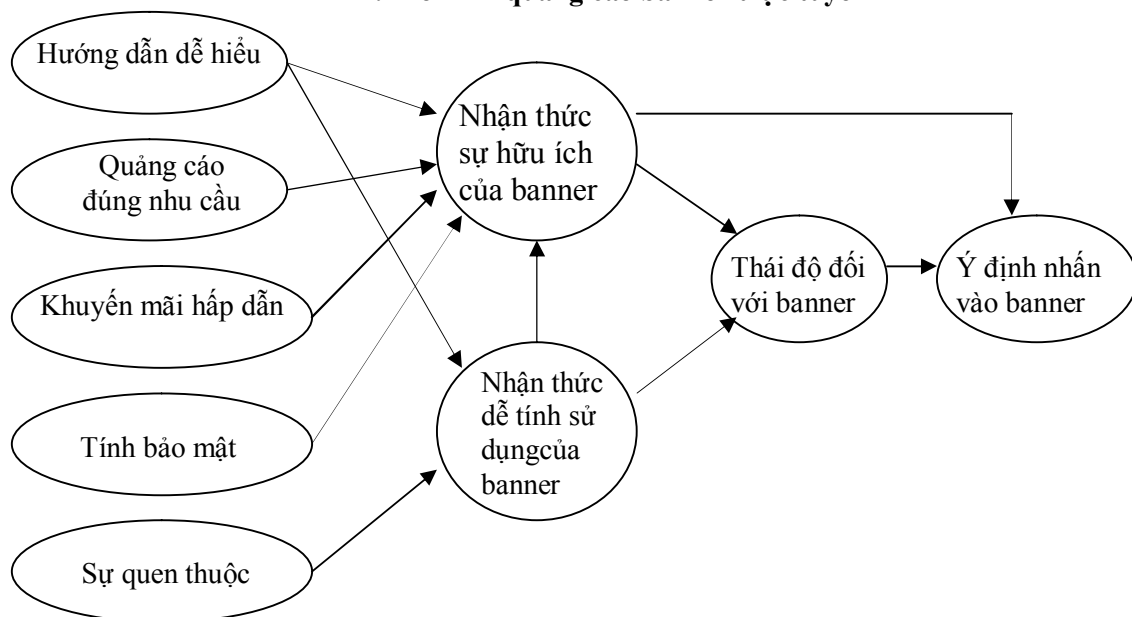 Hướng dẫn dễ hiểu
Quảng cáo
đúng nhu cầu
Khuyến mãi hấp dẫn
Tính bảo mật
Sự quen thuộc
Nhận thức
sự hữu ích
của banner
Nhận thức
dễ tính sử
dụngcủa
banner
Thái độ đối
với banner
Ý định nhấn
vào banner